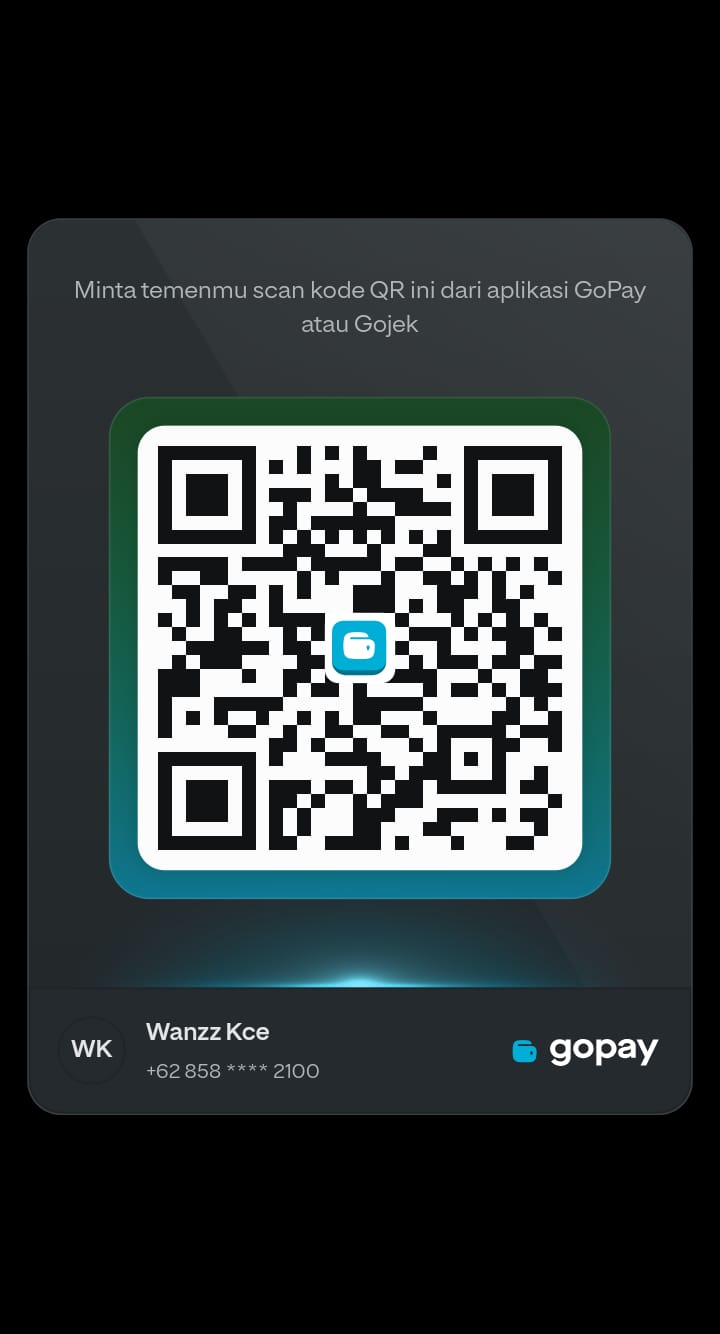 Minta temenmu scan kode QR ini dari aplikasi GoPay
atau Gojek
WK
Wanzz Kce
+62 858 **** 2100
gopay